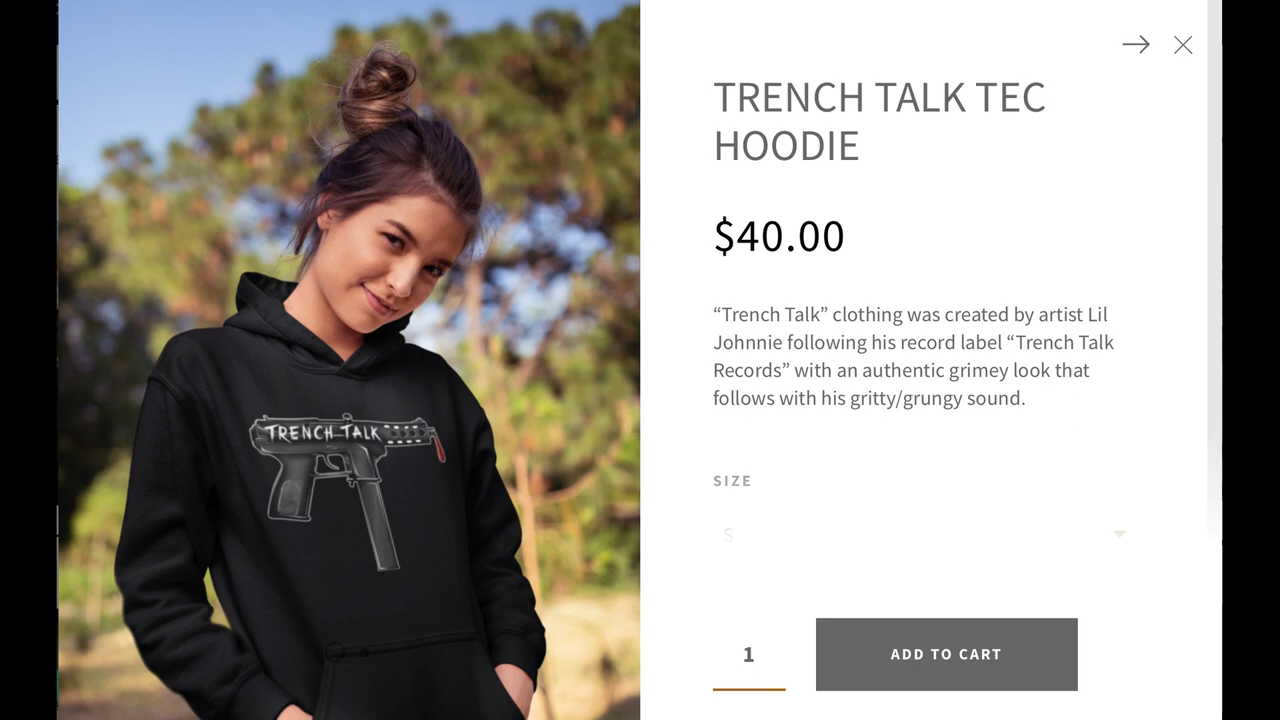 TRENCH TALK TEC
HOODIE
$40.00
“Trench Talk” clothing was created by artist Lil
Johnnie following his record label “Trench Talk
Records” with an authentic grimey look that
follows with his gritty/grungy sound.
SIZE
S
1
ADD TO CART
TRENCH TALK